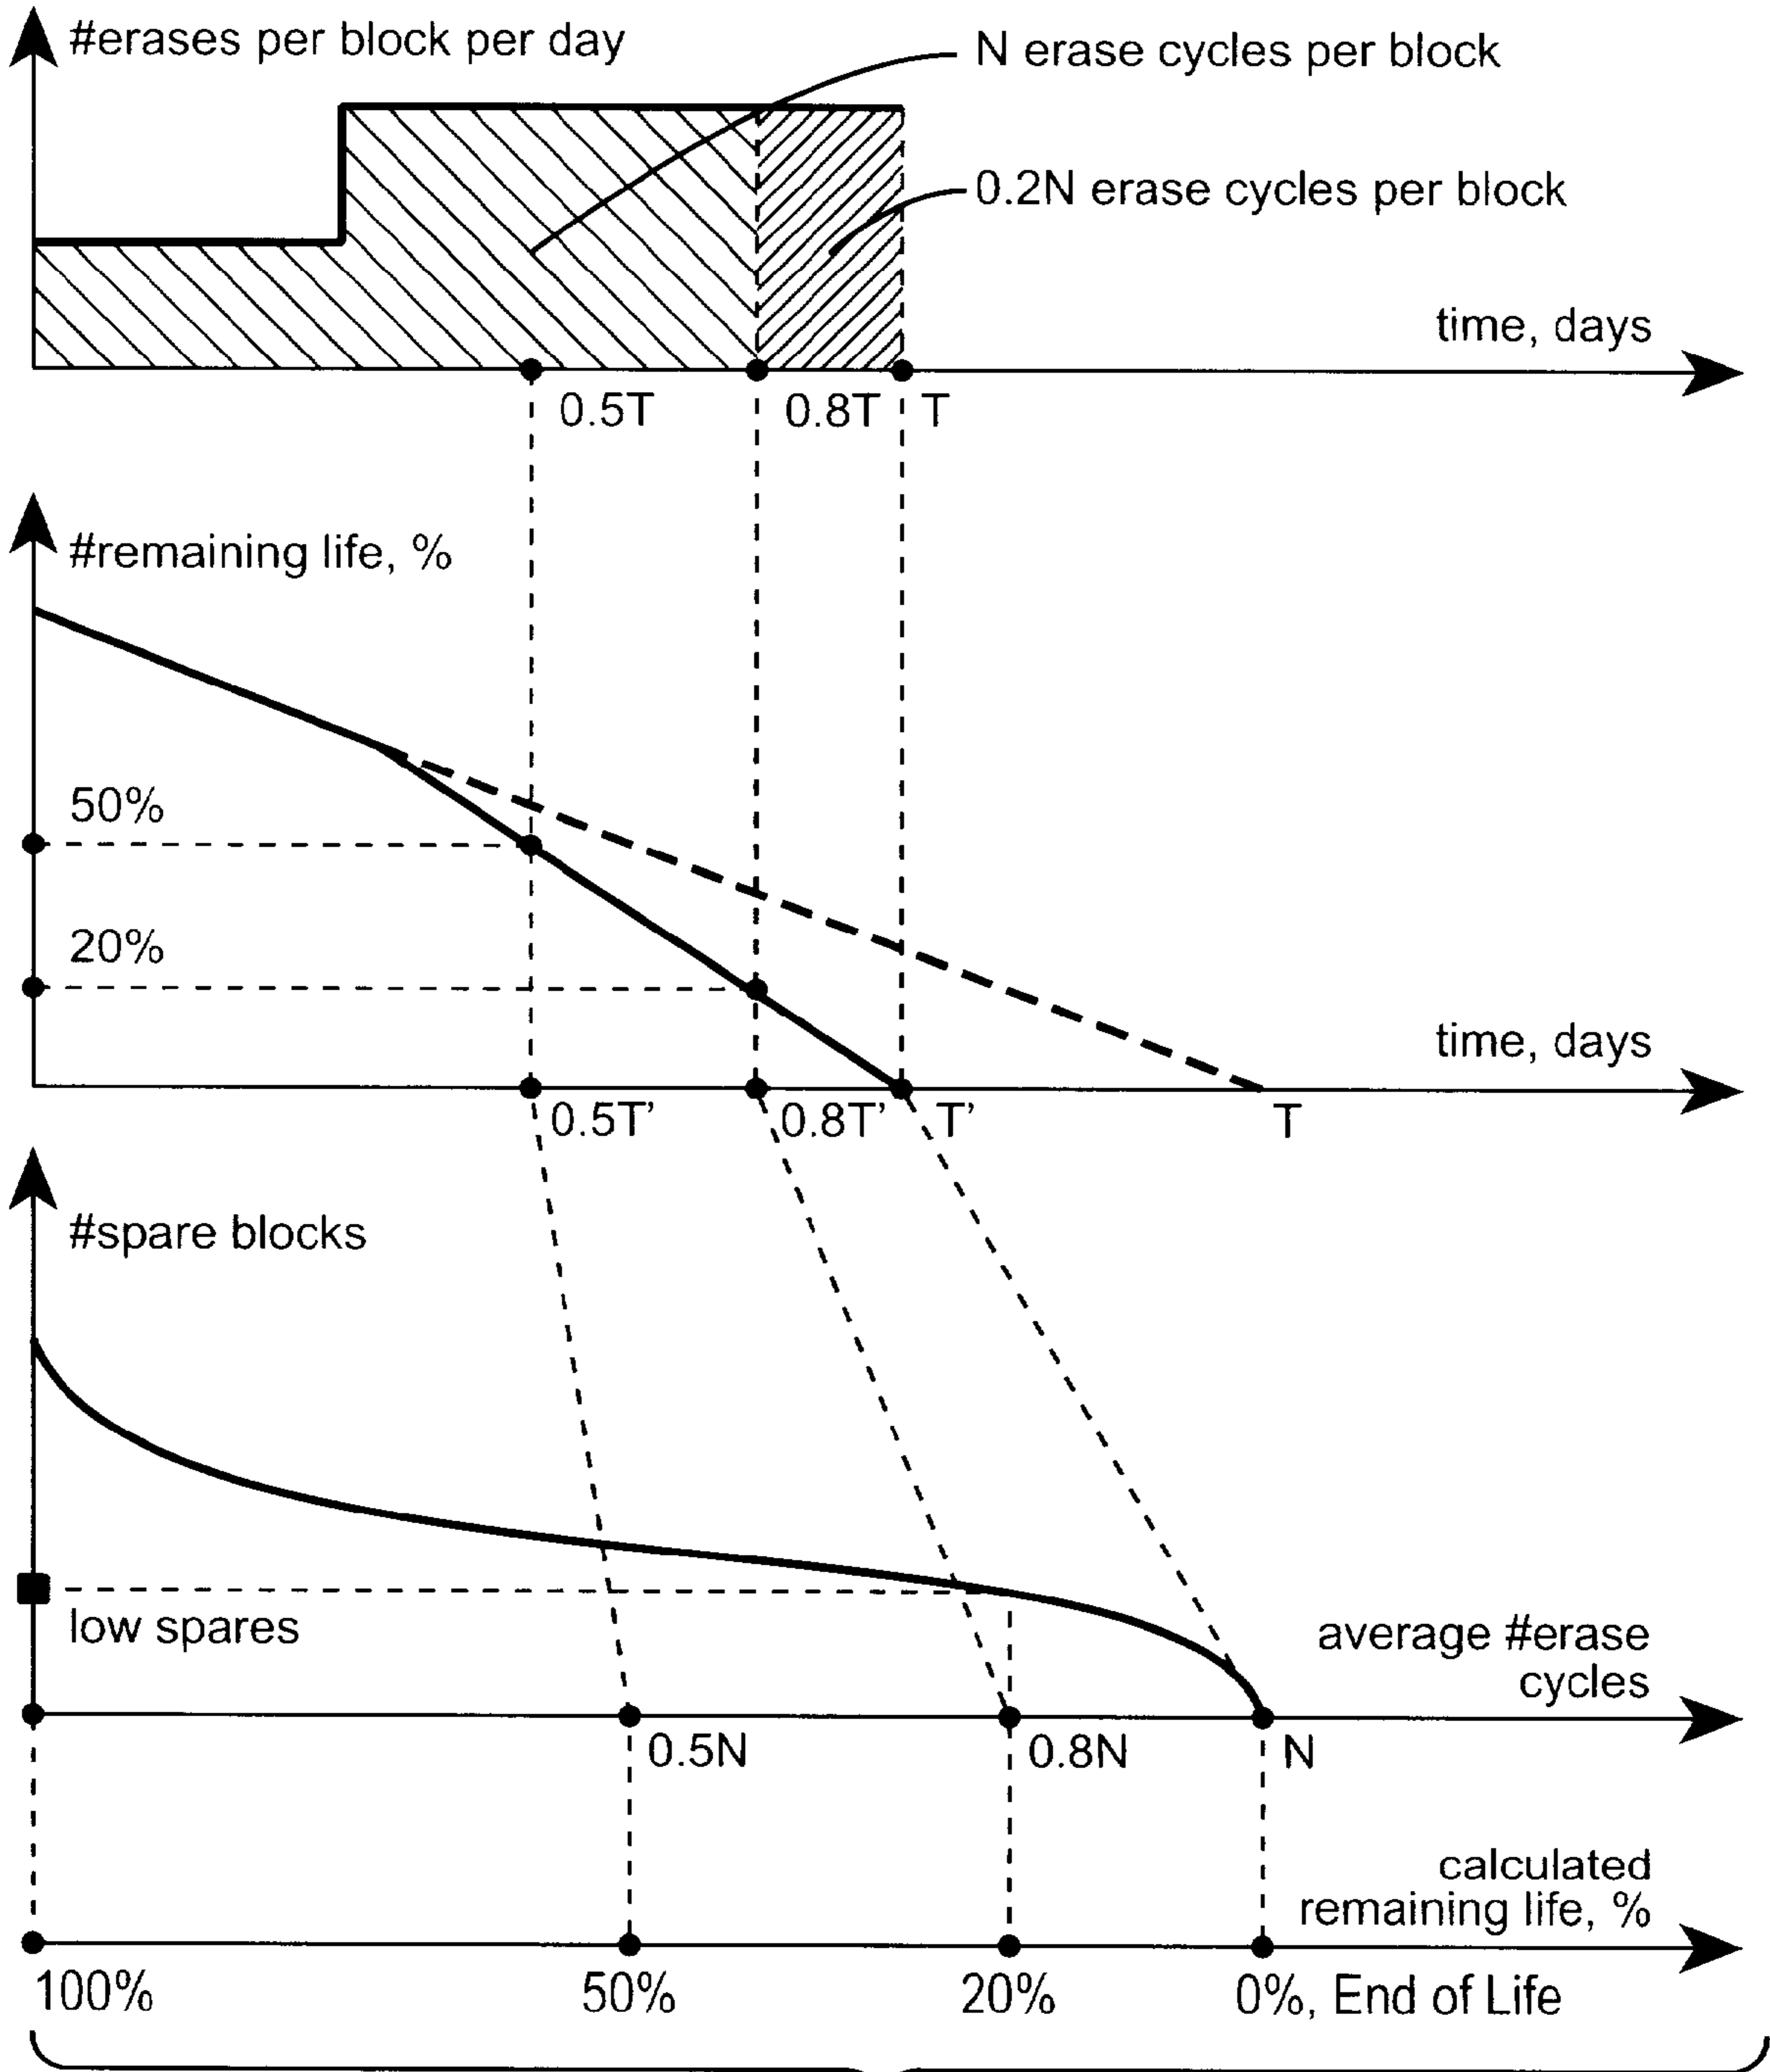 #erases per block per day
N erase cycles per block
0.2N erase cycles per block
time, days
0.5T
0.8T
T
#remaining life, %
50%
20%
time, days
0.5T'
0.8T'
T'
T
#spare blocks
low spares
average #erase
cycles
0.5N
0.8N
N
calculated
remaining life, %
100%
50%
20%
0%, End of Life